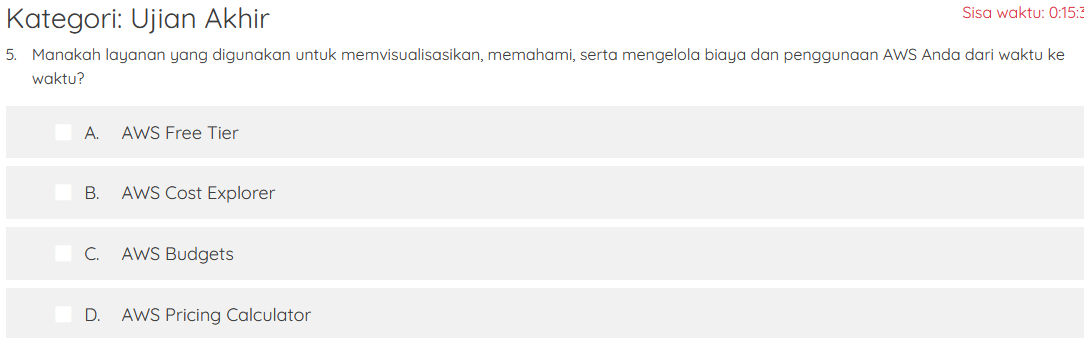 Kategori: Ujian Akhir
Sisa waktu: 0:15:3
5. Manakah layanan yang digunakan untuk memvisualisasikan, memahami, serta mengelola biaya dan penggunaan AWS Anda dari waktu ke
waktu?
A. AWS Free Tier
B. AWS Cost Explorer
C. AWS Budgets
D. AWS Pricing Calculator